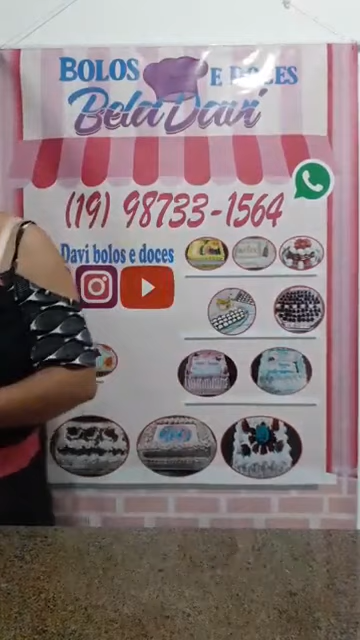 BOLOS E DOCES
Bela Davi
(19) 98733-1564
Davi bolos e doces